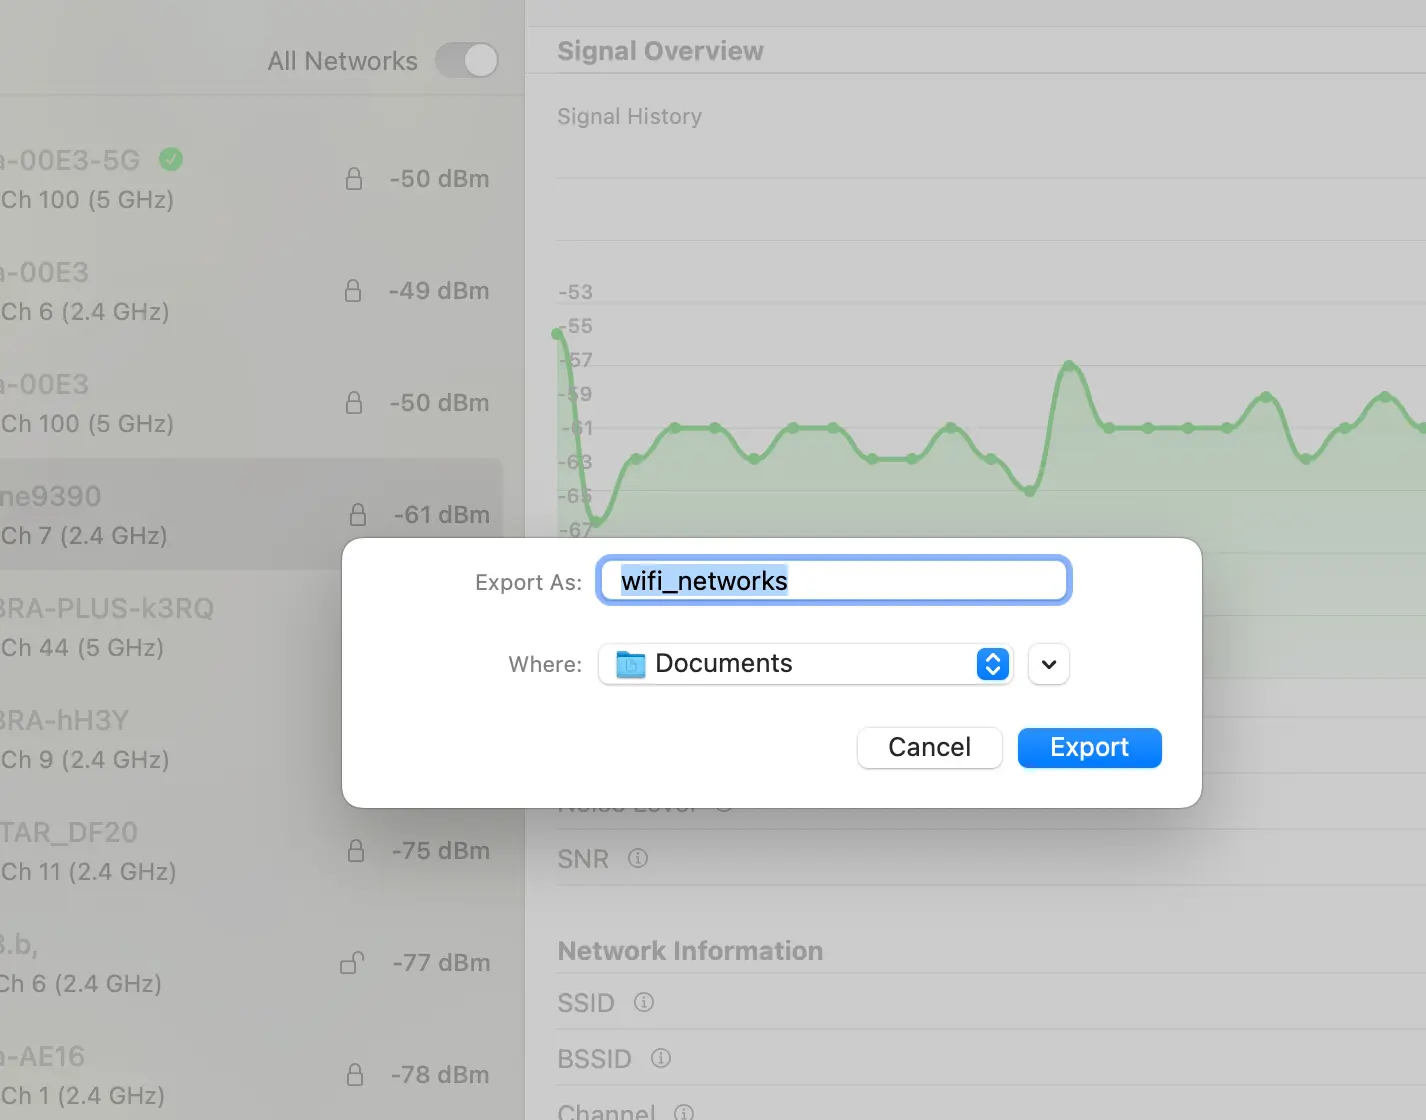 All Networks
a-00E3-5G
Ch 100 (5 GHz)
-50 dBm
a-00E3
Ch 6 (2.4 GHz)
-49 dBm
a-00E3
Ch 100 (5 GHz)
-50 dBm
ne9390
Ch 7 (2.4 GHz)
-61 dBm
BRA-PLUS-k3RQ
Ch 44 (5 GHz)
BRA-hH3Y
Ch 9 (2.4 GHz)
TAR_DF20
Ch 11 (2.4 GHz)
-75 dBm
.b,
Ch 6 (2.4 GHz)
-77 dBm
a-AE16
Ch 1 (2.4 GHz)
-78 dBm
Signal Overview
Signal History
-53
-55
-57
-59
-61
-63
-65
-67
Export As:
wifi_networks
Where:
Documents
Cancel
Export
Noise Level
SNR
Network Information
SSID
BSSID
Channel